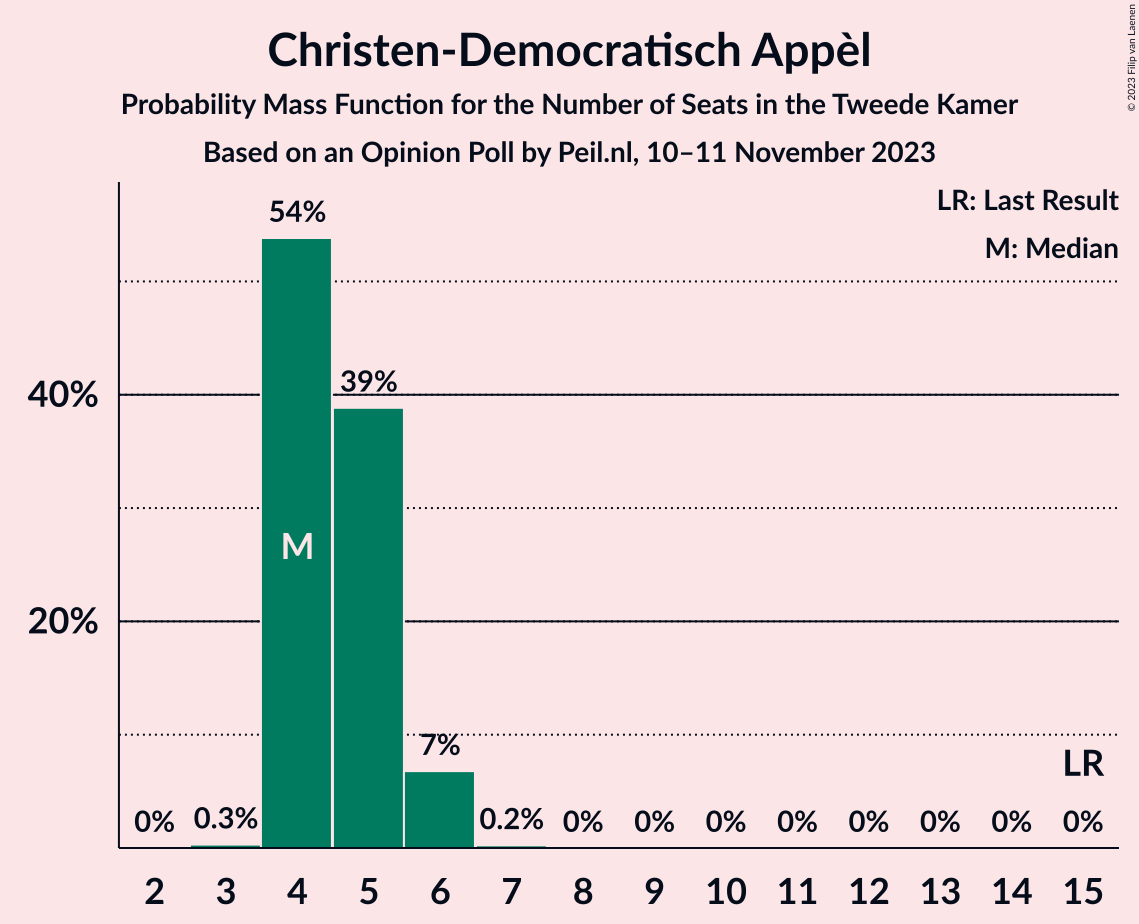 Christen-Democratisch Appèl
Probability Mass Function for the Number of Seats in the Tweede Kamer
Based on an Opinion Poll by Peil.nl, 10–11 November 2023
© 2023 Filip van Laenen
LR: Last Result
M: Median
54%
39%
40%
M
20%
7%
LR
0% 0.3% 0.2% 0% 0% 0% 0% 0% 0% 0% 0%
2 3 4 5 6 7 8 9 10 11 12 13 14 15